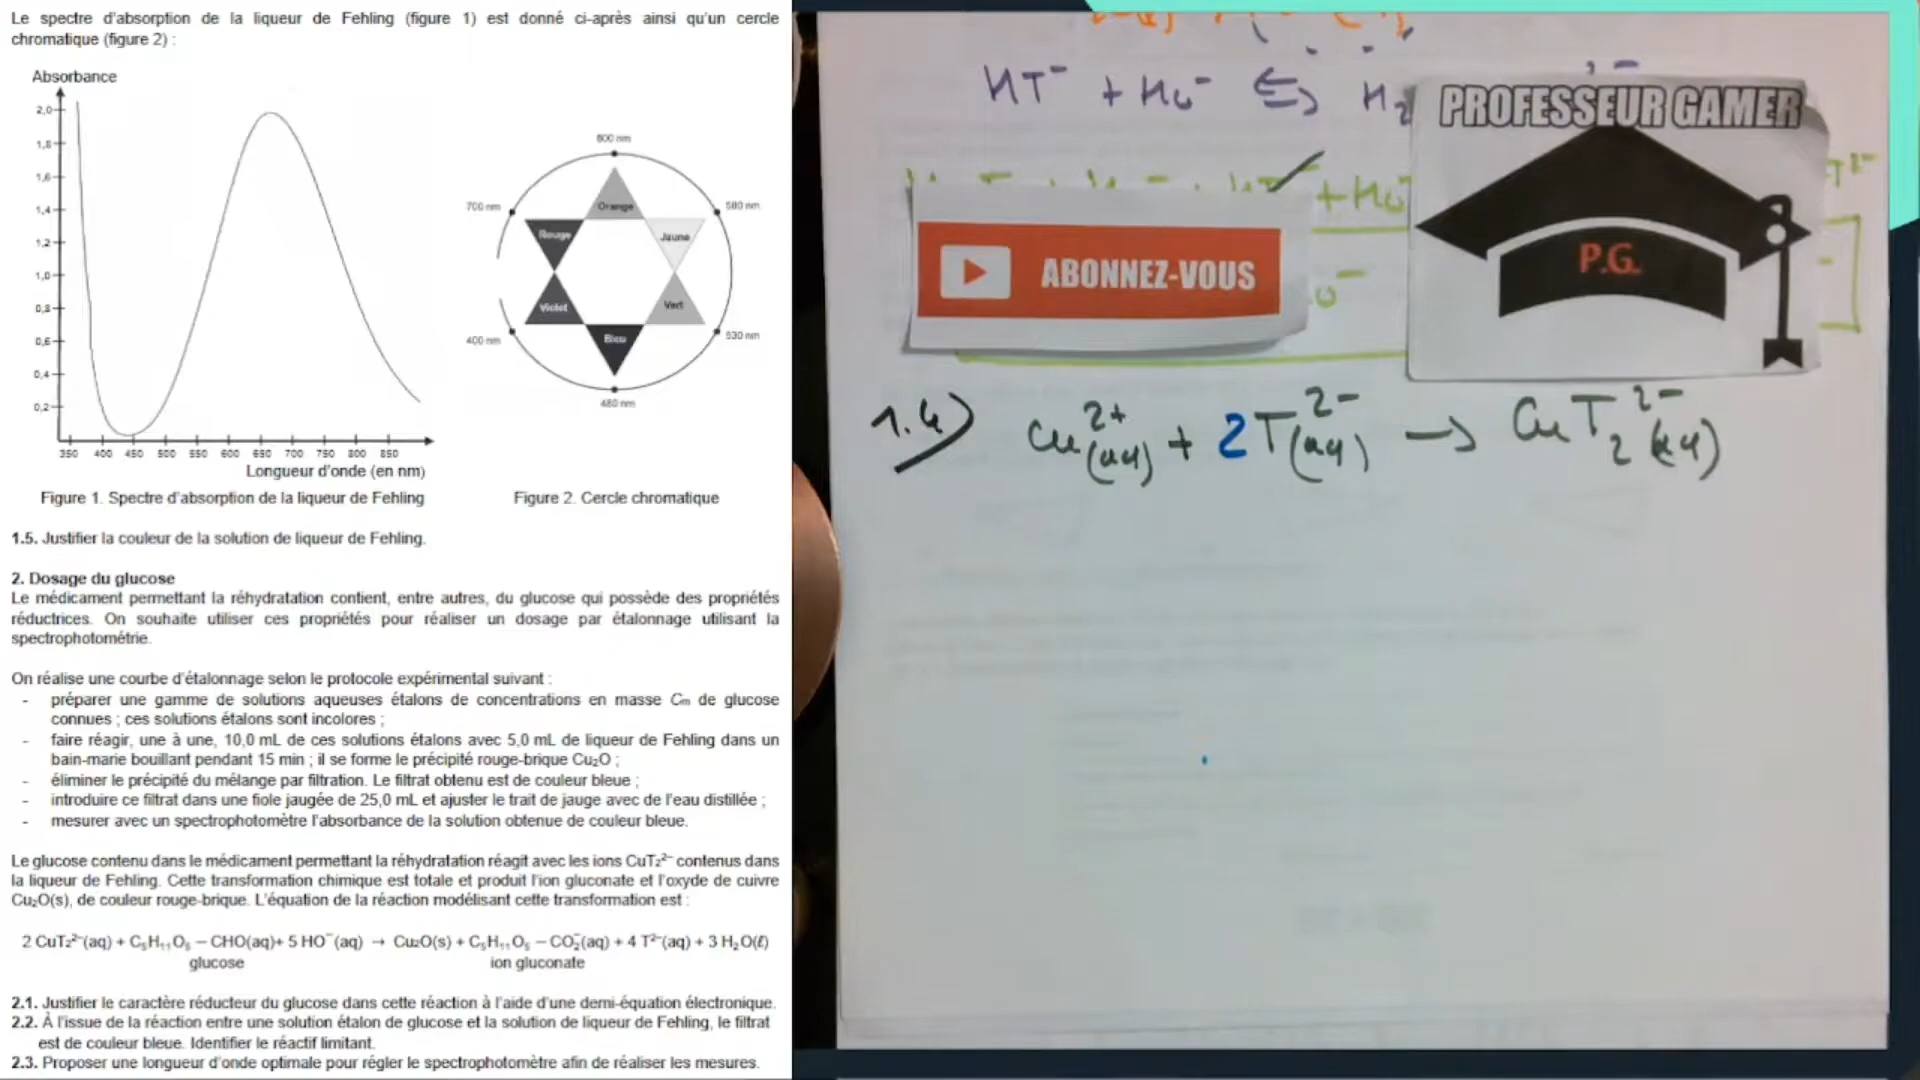 Le spectre d'absorption de la liqueur de Fehling (figure 1) est donné ci-après ainsi qu'un cercle
chromatique (figure 2) :
Absorbance
2,0
1,8
1,6
1,4
1,2
1,0
0,8
0,6
0,4
0,2
350 400 450 500 550 600 650 700 750 800 850
Longueur d'onde (en nm)
Figure 1. Spectre d'absorption de la liqueur de Fehling
600 nm
700 nm
580 nm
Orange
Rouge
Jaune
Violet
Vert
Bleu
400 nm
530 nm
480 nm
Figure 2. Cercle chromatique
1.5. Justifier la couleur de la solution de liqueur de Fehling.
2. Dosage du glucose
Le médicament permettant la réhydratation contient, entre autres, du glucose qui possède des propriétés
réductrices. On souhaite utiliser ces propriétés pour réaliser un dosage par étalonnage utilisant la
spectrophotométrie.
On réalise une courbe d'étalonnage selon le protocole expérimental suivant :
- préparer une gamme de solutions aqueuses étalons de concentrations en masse Cm de glucose
connues ; ces solutions étalons sont incolores ;
- faire réagir, une à une, 10,0 mL de ces solutions étalons avec 5,0 mL de liqueur de Fehling dans un
bain-marie bouillant pendant 15 min ; il se forme le précipité rouge-brique Cu₂O ;
- éliminer le précipité du mélange par filtration. Le filtrat obtenu est de couleur bleue ;
- introduire ce filtrat dans une fiole jaugée de 25,0 mL et ajuster le trait de jauge avec de l'eau distillée ;
- mesurer avec un spectrophotomètre l'absorbance de la solution obtenue de couleur bleue.
Le glucose contenu dans le médicament permettant la réhydratation réagit avec les ions CuT₂²⁻ contenus dans
la liqueur de Fehling. Cette transformation chimique est totale et produit l'ion gluconate et l'oxyde de cuivre
Cu₂O(s), de couleur rouge-brique. L'équation de la réaction modélisant cette transformation est :
2 CuT₂²⁻(aq) + C₅H₁₁O₅ – CHO(aq)+ 5 HO⁻(aq) → Cu₂O(s) + C₅H₁₁O₅ – CO₂⁻(aq) + 4 T²⁻(aq) + 3 H₂O(ℓ)
glucose ion gluconate
2.1. Justifier le caractère réducteur du glucose dans cette réaction à l'aide d'une demi-équation électronique.
2.2. À l'issue de la réaction entre une solution étalon de glucose et la solution de liqueur de Fehling, le filtrat
est de couleur bleue. Identifier le réactif limitant.
2.3. Proposer une longueur d'onde optimale pour régler le spectrophotomètre afin de réaliser les mesures.
HT⁻ + HO⁻ ⇆ H₂
PROFESSEUR GAMER
P.G.
+HO⁻
T²⁻
ABONNEZ-VOUS
1.4) Cu²⁺(aq) + 2T²⁻(aq) → CuT₂²⁻(aq)